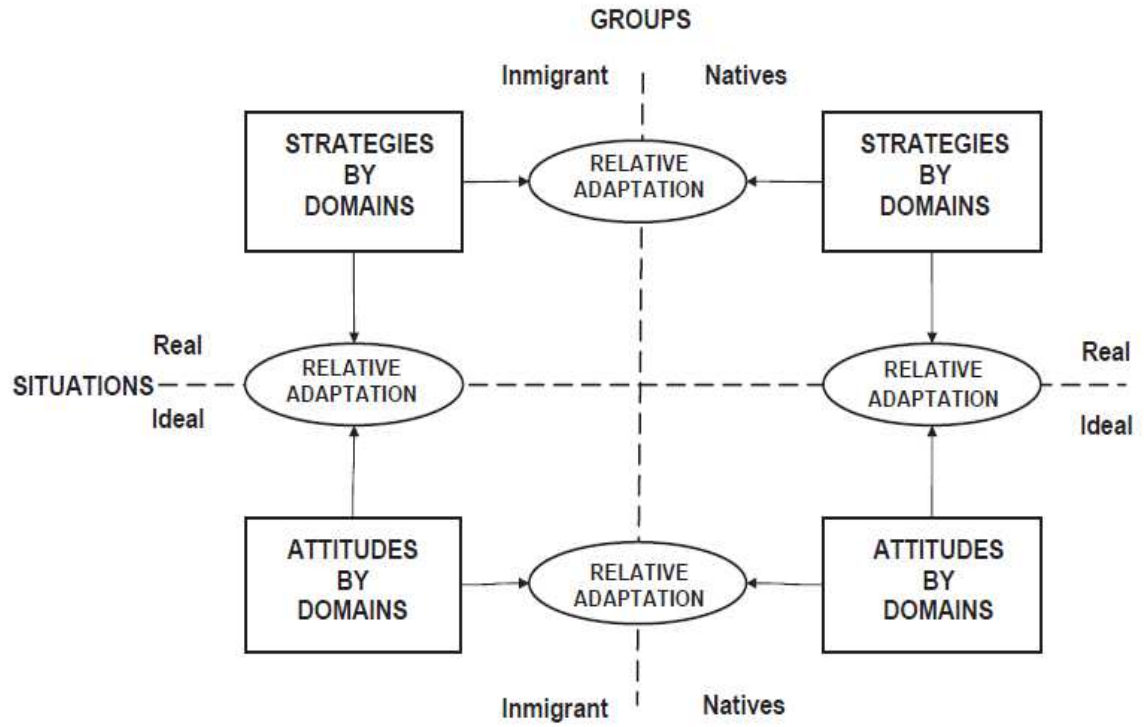 GROUPS
Inmigrant
Natives
STRATEGIES
BY
DOMAINS
RELATIVE
ADAPTATION
STRATEGIES
BY
DOMAINS
Real
SITUATIONS
Ideal
RELATIVE
ADAPTATION
RELATIVE
ADAPTATION
Real
Ideal
ATTITUDES
BY
DOMAINS
RELATIVE
ADAPTATION
ATTITUDES
BY
DOMAINS
Inmigrant
Natives